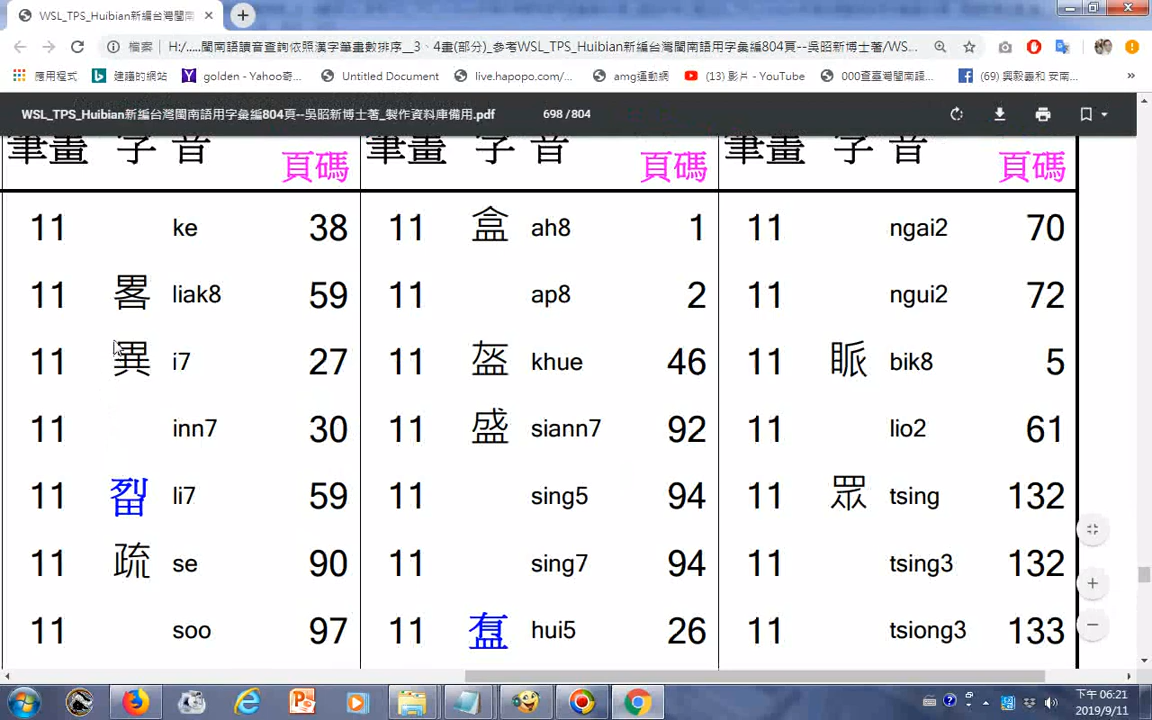 WSL_TPS_Huibian新編台灣閩南
檔案 H:/.....閩南語讀音查詢依照漢字筆畫數排序__3、4畫(部分)_參考WSL_TPS_Huibian新編台灣閩南語用字彙編804頁--吳昭新博士著/WS...
應用程式 建議的網站 golden - Yahoo奇... Untitled Document live.hapopo.com/... amg運動網 (13) 影片 - YouTube 000查臺灣閩南語... (69) 興毅義和 安南... »
WSL_TPS_Huibian新編台灣閩南語用字彙編804頁--吳昭新博士著_製作資料庫備用.pdf 698 / 804
筆畫 字 音 頁碼 筆畫 字 音 頁碼 筆畫 字 音 頁碼
11 ke 38 11 盒 ah8 1 11 ngai2 70
11 畧 liak8 59 11 ap8 2 11 ngui2 72
11 異 i7 27 11 盔 khue 46 11 眽 bik8 5
11 inn7 30 11 盛 siann7 92 11 lio2 61
11 li7 59 11 sing5 94 11 眾 tsing 132
11 疏 se 90 11 sing7 94 11 tsing3 132
11 soo 97 11 hui5 26 11 tsiong3 133
下午 06:21
2019/9/11